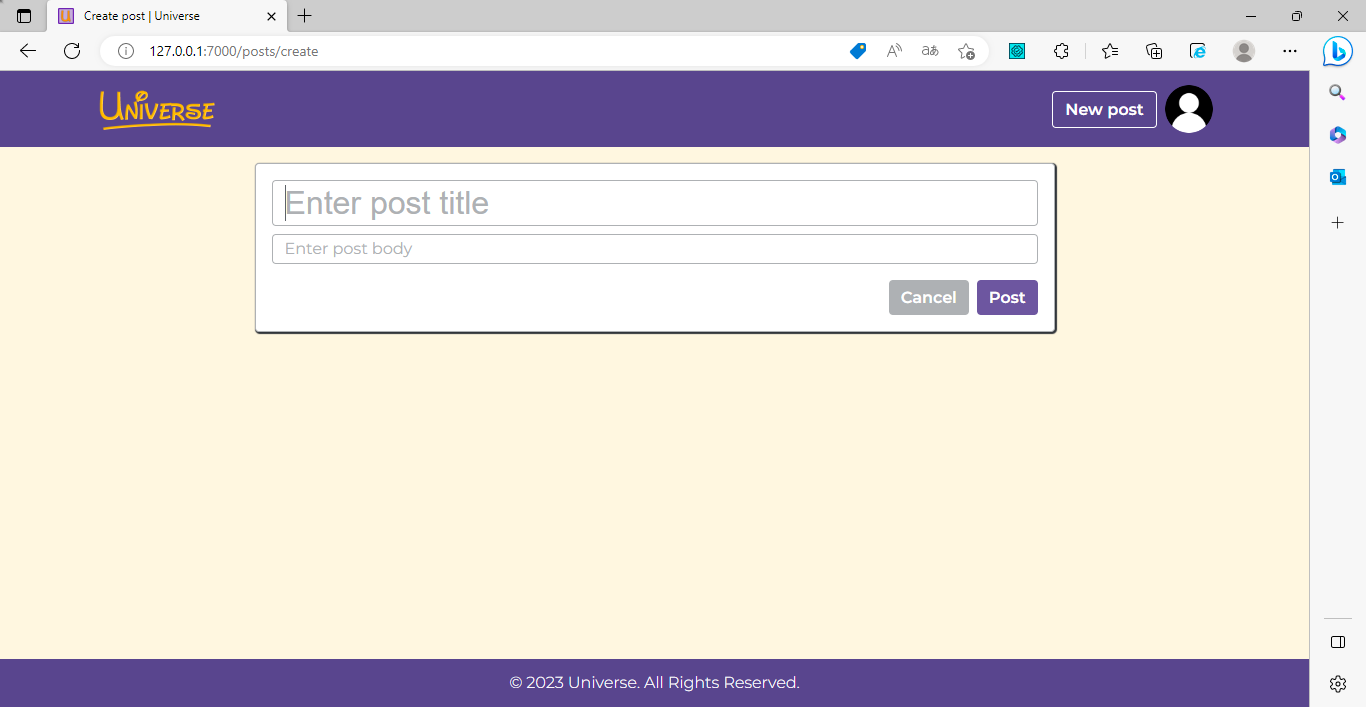 Create post | Universe
127.0.0.1:7000/posts/create
UNIVERSE
New post
Enter post title
Enter post body
Cancel
Post
© 2023 Universe. All Rights Reserved.